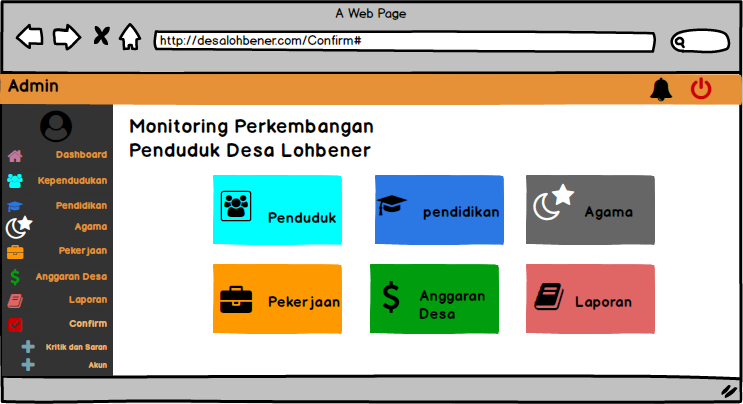 A Web Page
http://desalohbener.com/Confirm#
Admin
Dashboard
Kependudukan
Pendidikan
Agama
Pekerjaan
Anggaran Desa
Laporan
Confirm
Kritik dan Saran
Akun
Monitoring Perkembangan
Penduduk Desa Lohbener
Penduduk
pendidikan
Agama
Pekerjaan
Anggaran
Desa
Laporan